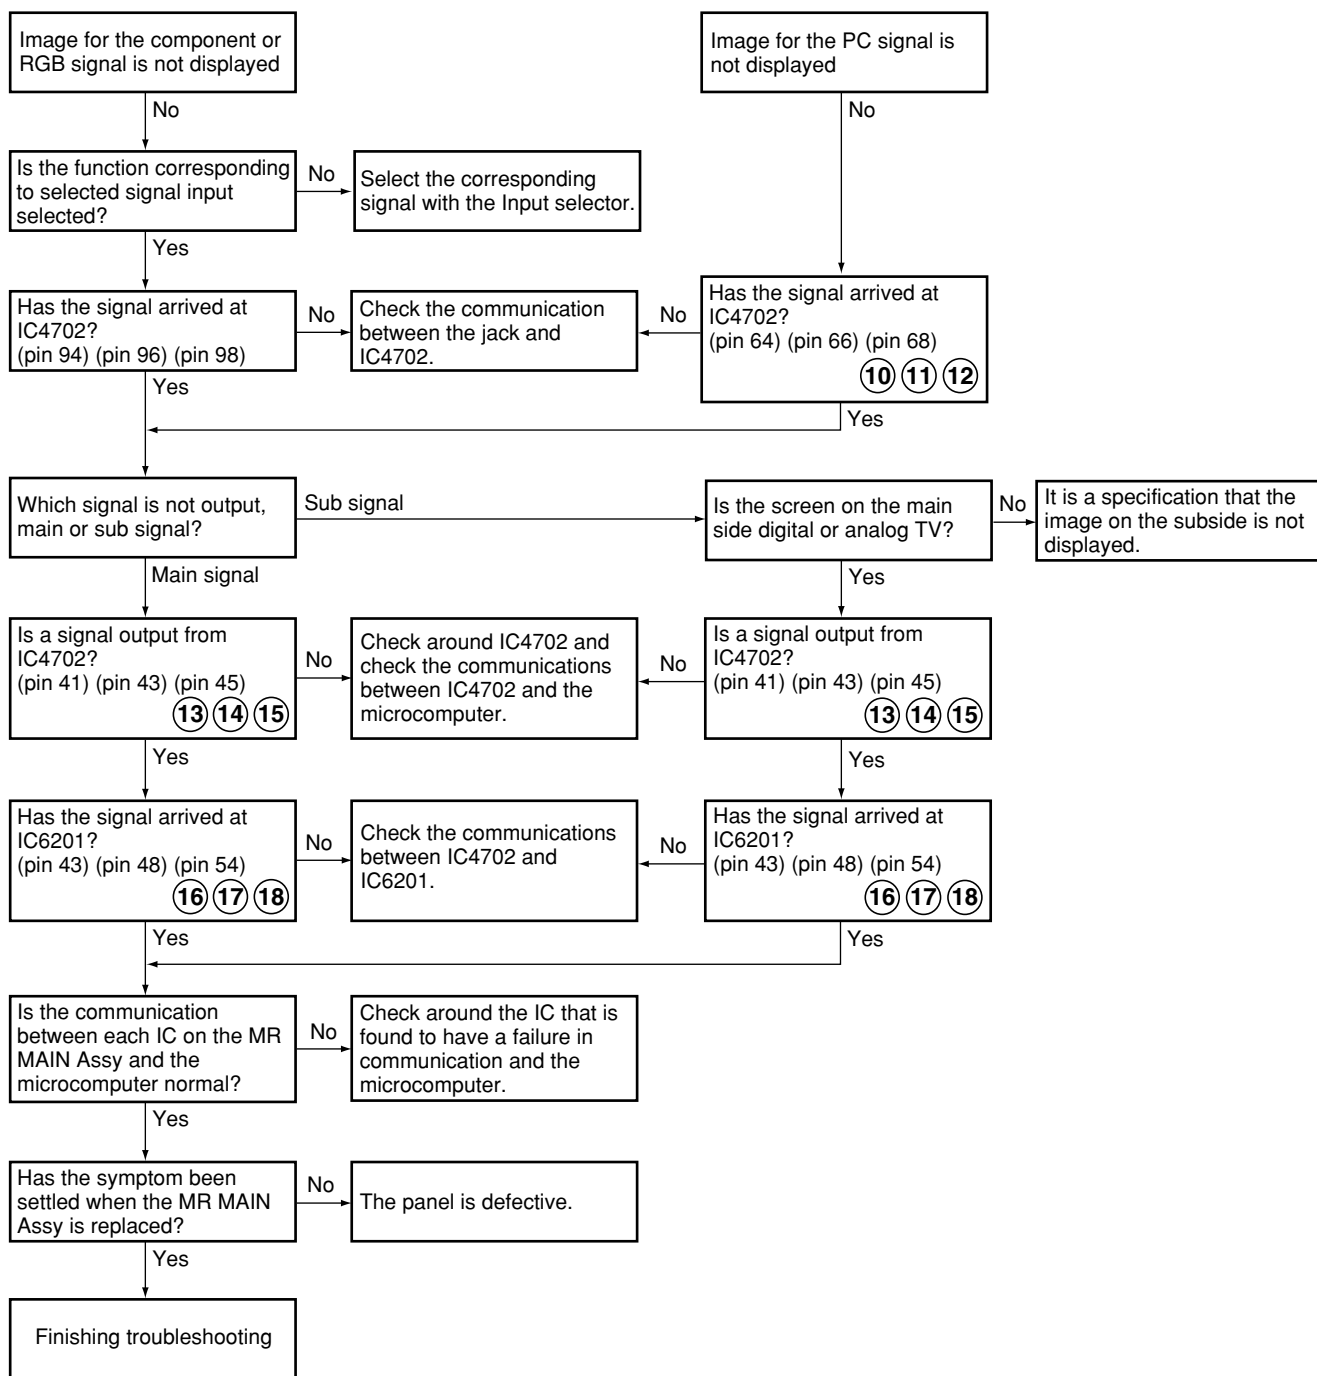 Image for the component or
RGB signal is not displayed
Image for the PC signal is
not displayed
No
No
Is the function corresponding
to selected signal input
selected?
No
Select the corresponding
signal with the Input selector.
Yes
Has the signal arrived at
IC4702?
(pin 94) (pin 96) (pin 98)
No
Check the communication
between the jack and
IC4702.
No
Has the signal arrived at
IC4702?
(pin 64) (pin 66) (pin 68)
10 11 12
Yes
Yes
Which signal is not output,
main or sub signal?
Sub signal
Is the screen on the main
side digital or analog TV?
No
It is a specification that the
image on the subside is not
displayed.
Main signal
Yes
Is a signal output from
IC4702?
(pin 41) (pin 43) (pin 45)
13 14 15
No
Check around IC4702 and
check the communications
between IC4702 and the
microcomputer.
No
Is a signal output from
IC4702?
(pin 41) (pin 43) (pin 45)
13 14 15
Yes
Yes
Has the signal arrived at
IC6201?
(pin 43) (pin 48) (pin 54)
16 17 18
No
Check the communications
between IC4702 and
IC6201.
No
Has the signal arrived at
IC6201?
(pin 43) (pin 48) (pin 54)
16 17 18
Yes
Yes
Is the communication
between each IC on the MR
MAIN Assy and the
microcomputer normal?
No
Check around the IC that is
found to have a failure in
communication and the
microcomputer.
Yes
Has the symptom been
settled when the MR MAIN
Assy is replaced?
No
The panel is defective.
Yes
Finishing troubleshooting